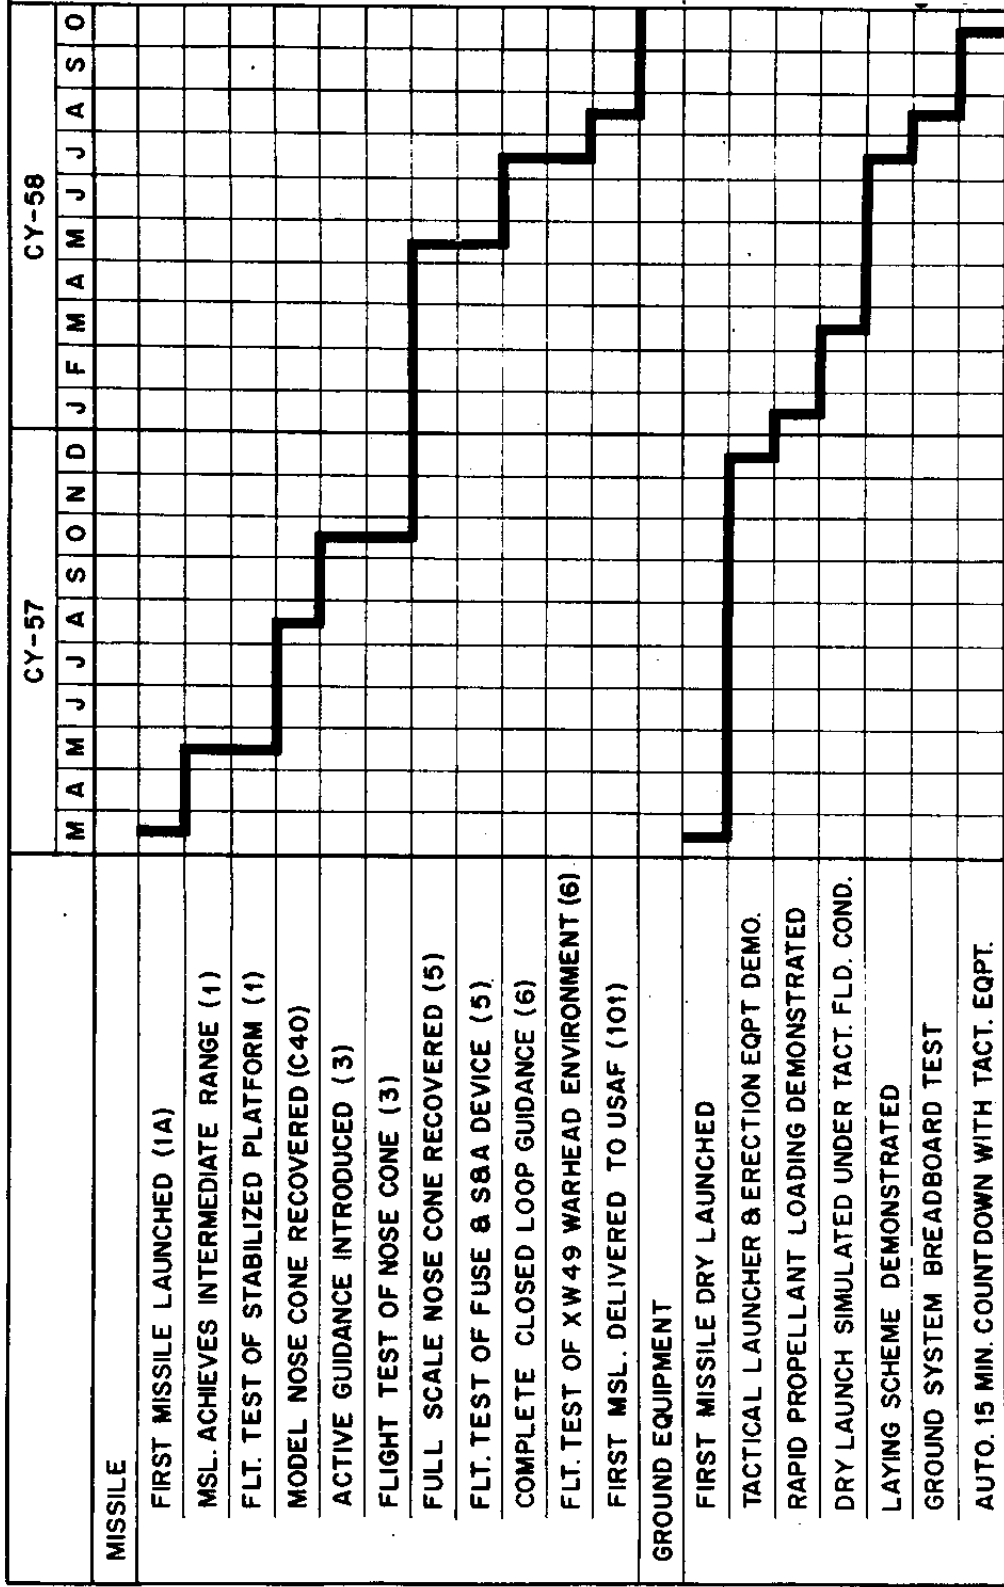 CY-57 CY-58
M A M J J A S O N D J F M A M J J A S O
MISSILE
FIRST MISSILE LAUNCHED (1A)
MSL. ACHIEVES INTERMEDIATE RANGE (1)
FLT. TEST OF STABILIZED PLATFORM (1)
MODEL NOSE CONE RECOVERED (C40)
ACTIVE GUIDANCE INTRODUCED (3)
FLIGHT TEST OF NOSE CONE (3)
FULL SCALE NOSE CONE RECOVERED (5)
FLT. TEST OF FUSE & S&A DEVICE (5)
COMPLETE CLOSED LOOP GUIDANCE (6)
FLT. TEST OF XW49 WARHEAD ENVIRONMENT (6)
FIRST MSL. DELIVERED TO USAF (101)
GROUND EQUIPMENT
FIRST MISSILE DRY LAUNCHED
TACTICAL LAUNCHER & ERECTION EQPT DEMO.
RAPID PROPELLANT LOADING DEMONSTRATED
DRY LAUNCH SIMULATED UNDER TACT. FLD. COND.
LAYING SCHEME DEMONSTRATED
GROUND SYSTEM BREADBOARD TEST
AUTO. 15 MIN. COUNTDOWN WITH TACT. EQPT.